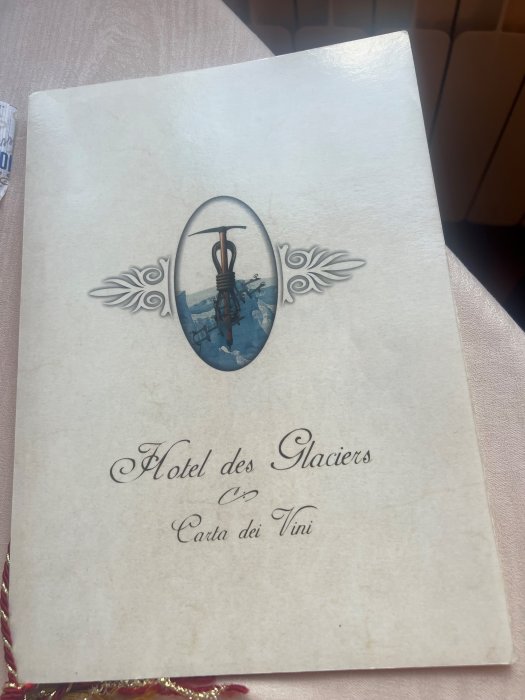 Hotel des Glaciers
Carta dei Vini